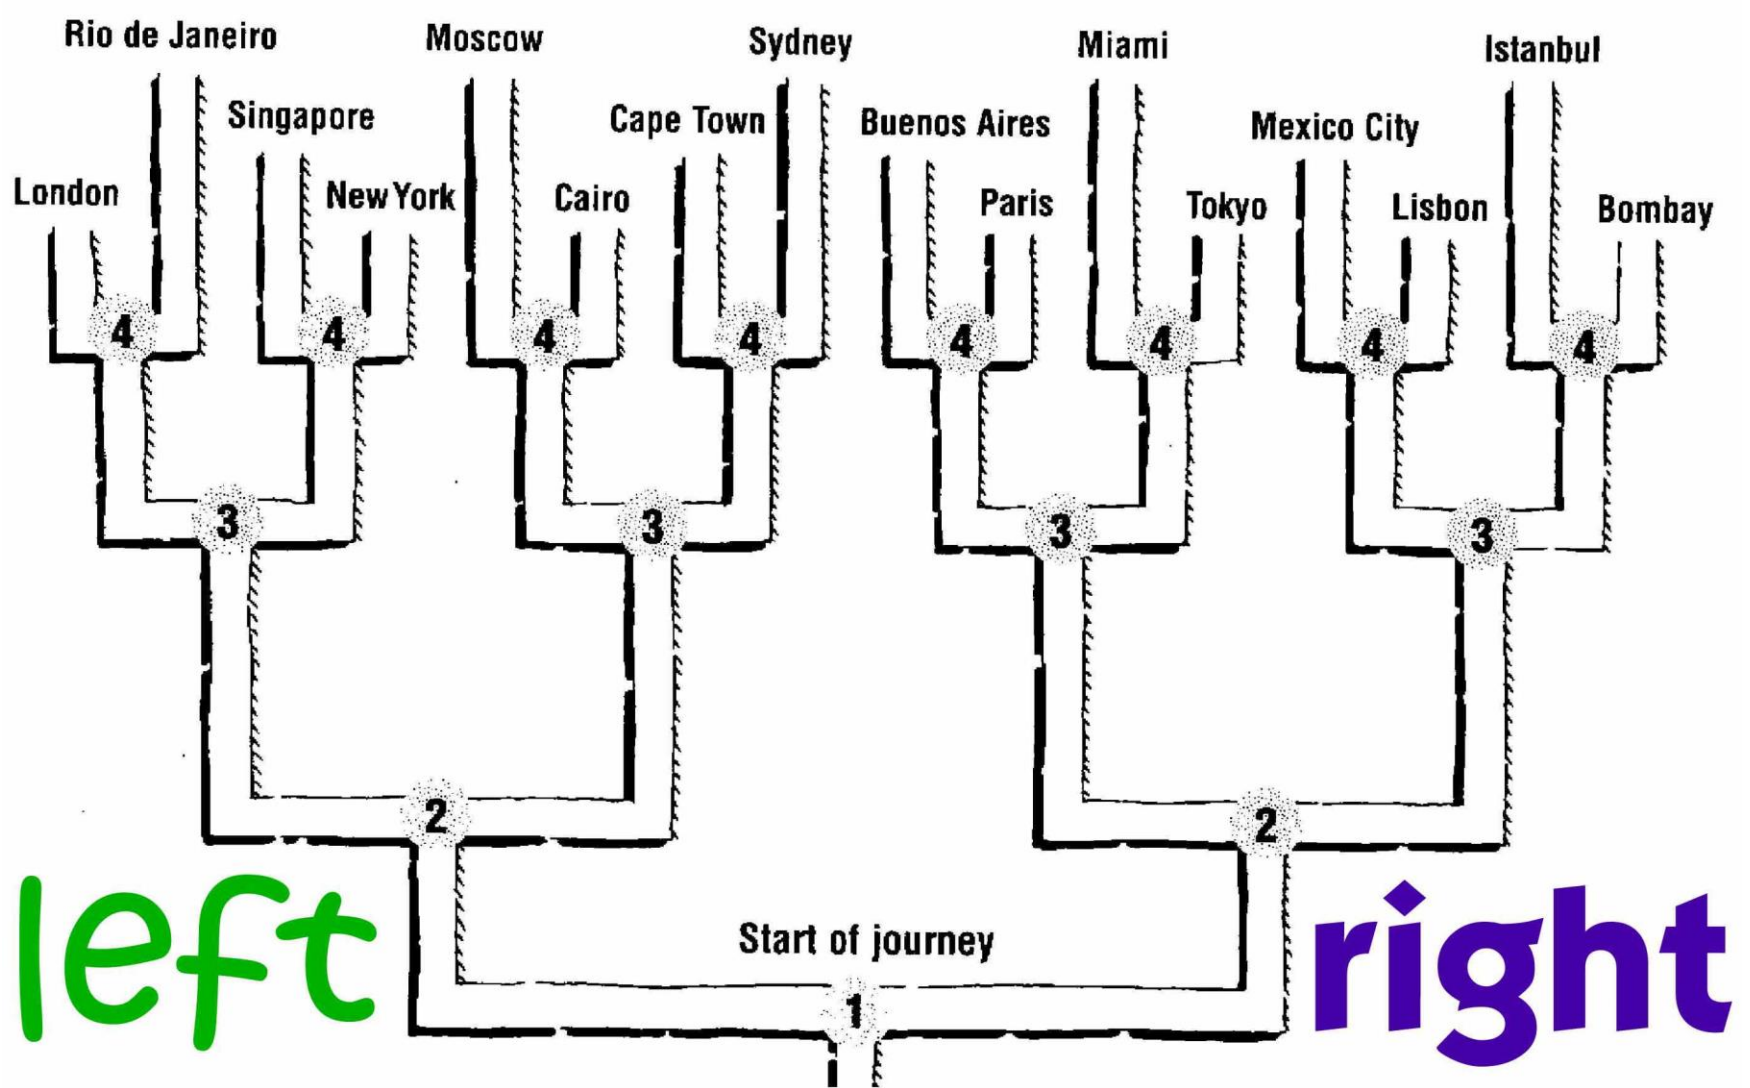 Rio de Janeiro
Moscow
Sydney
Miami
Istanbul
Singapore
Cape Town
Buenos Aires
Mexico City
London
New York
Cairo
Paris
Tokyo
Lisbon
Bombay
4
4
4
4
4
4
4
4
3
3
3
3
2
2
left
Start of journey
right
1